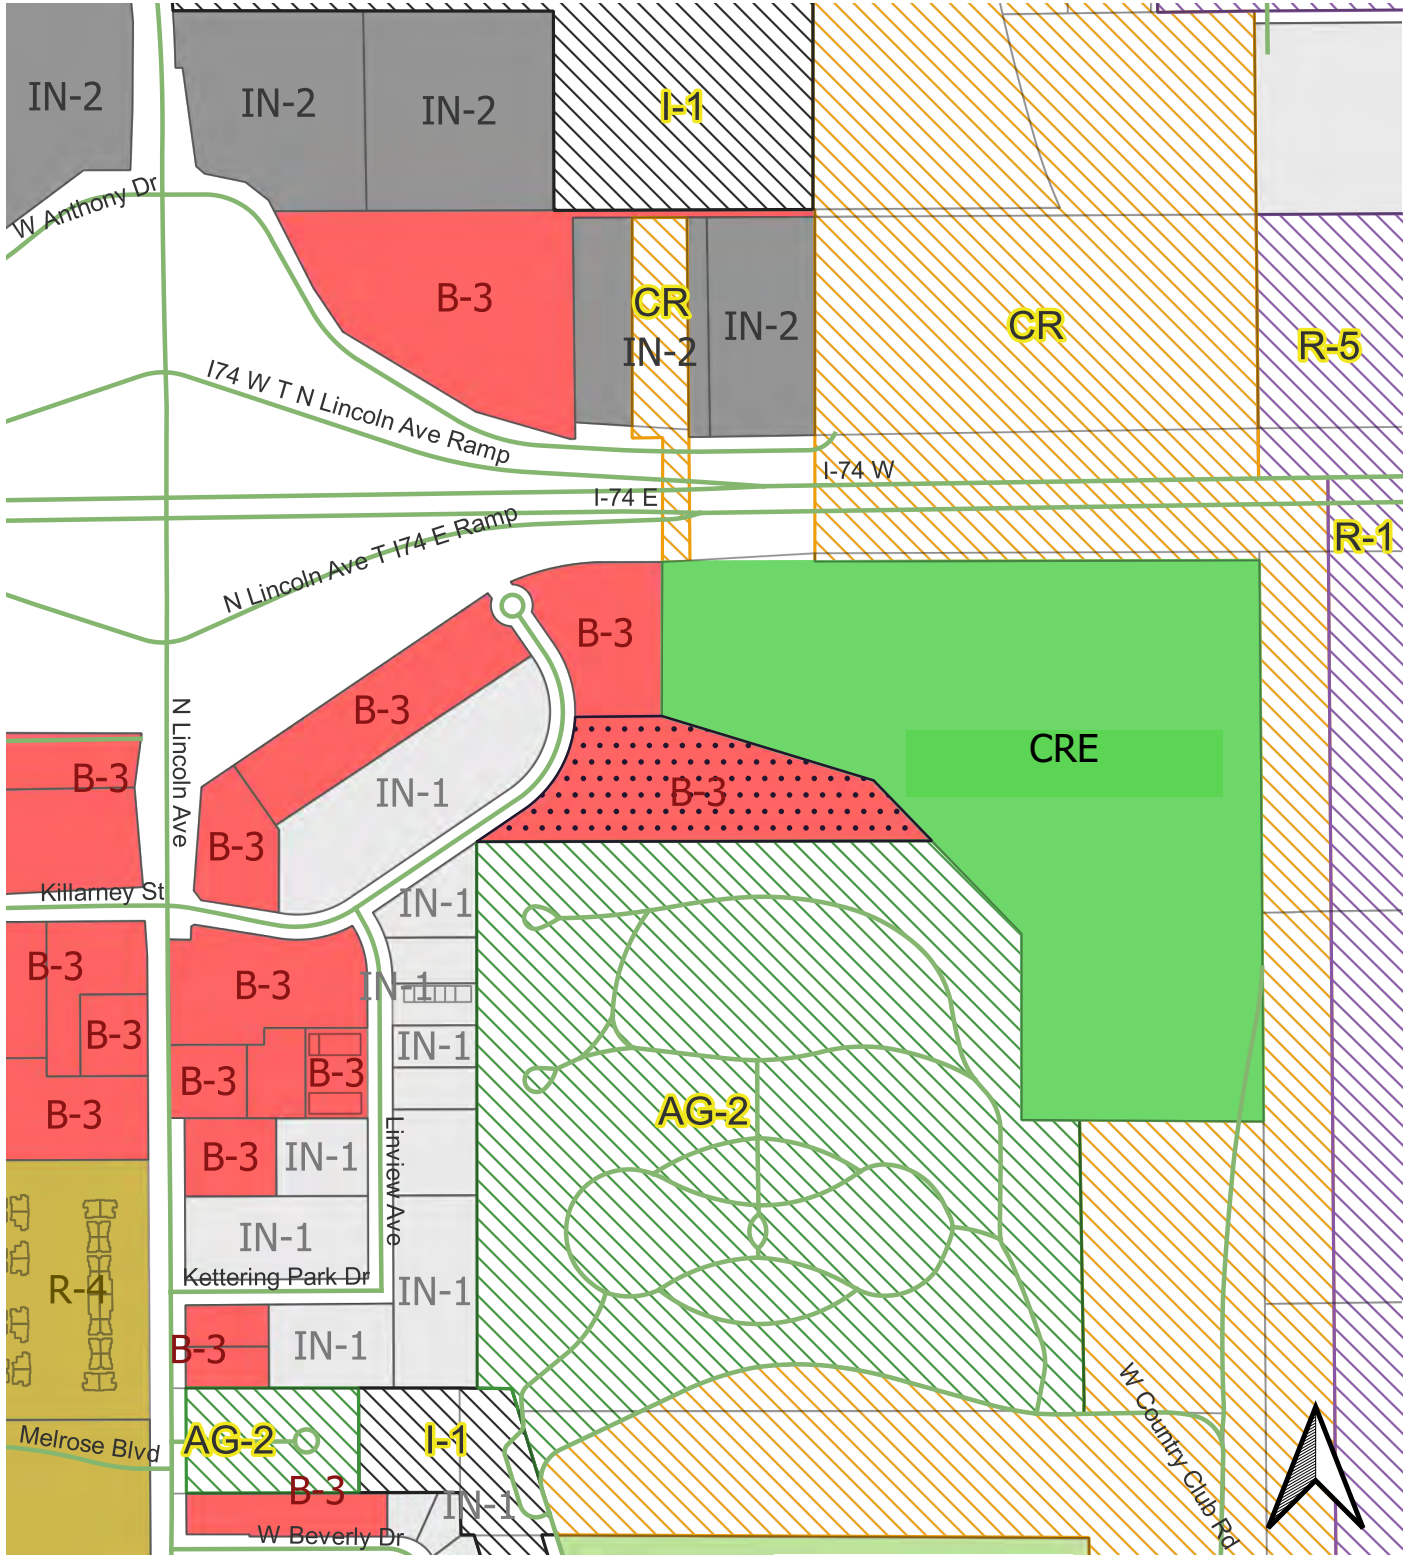 IN-2
IN-2
IN-2
I-1
W Anthony Dr
B-3
CR
IN-2
IN-2
CR
R-5
I74 W T N Lincoln Ave Ramp
I-74 W
I-74 E
R-1
N Lincoln Ave T I74 E Ramp
B-3
B-3
N Lincoln Ave
CRE
B-3
IN-1
B-3
B-3
Killarney St
IN-1
B-3
B-3
IN-1
B-3
IN-1
B-3
B-3
B-3
AG-2
Linview Ave
B-3
IN-1
IN-1
Kettering Park Dr
R-4
IN-1
B-3
IN-1
W Country Club Rd
Melrose Blvd
AG-2
I-1
B-3
IN-1
W Beverly Dr